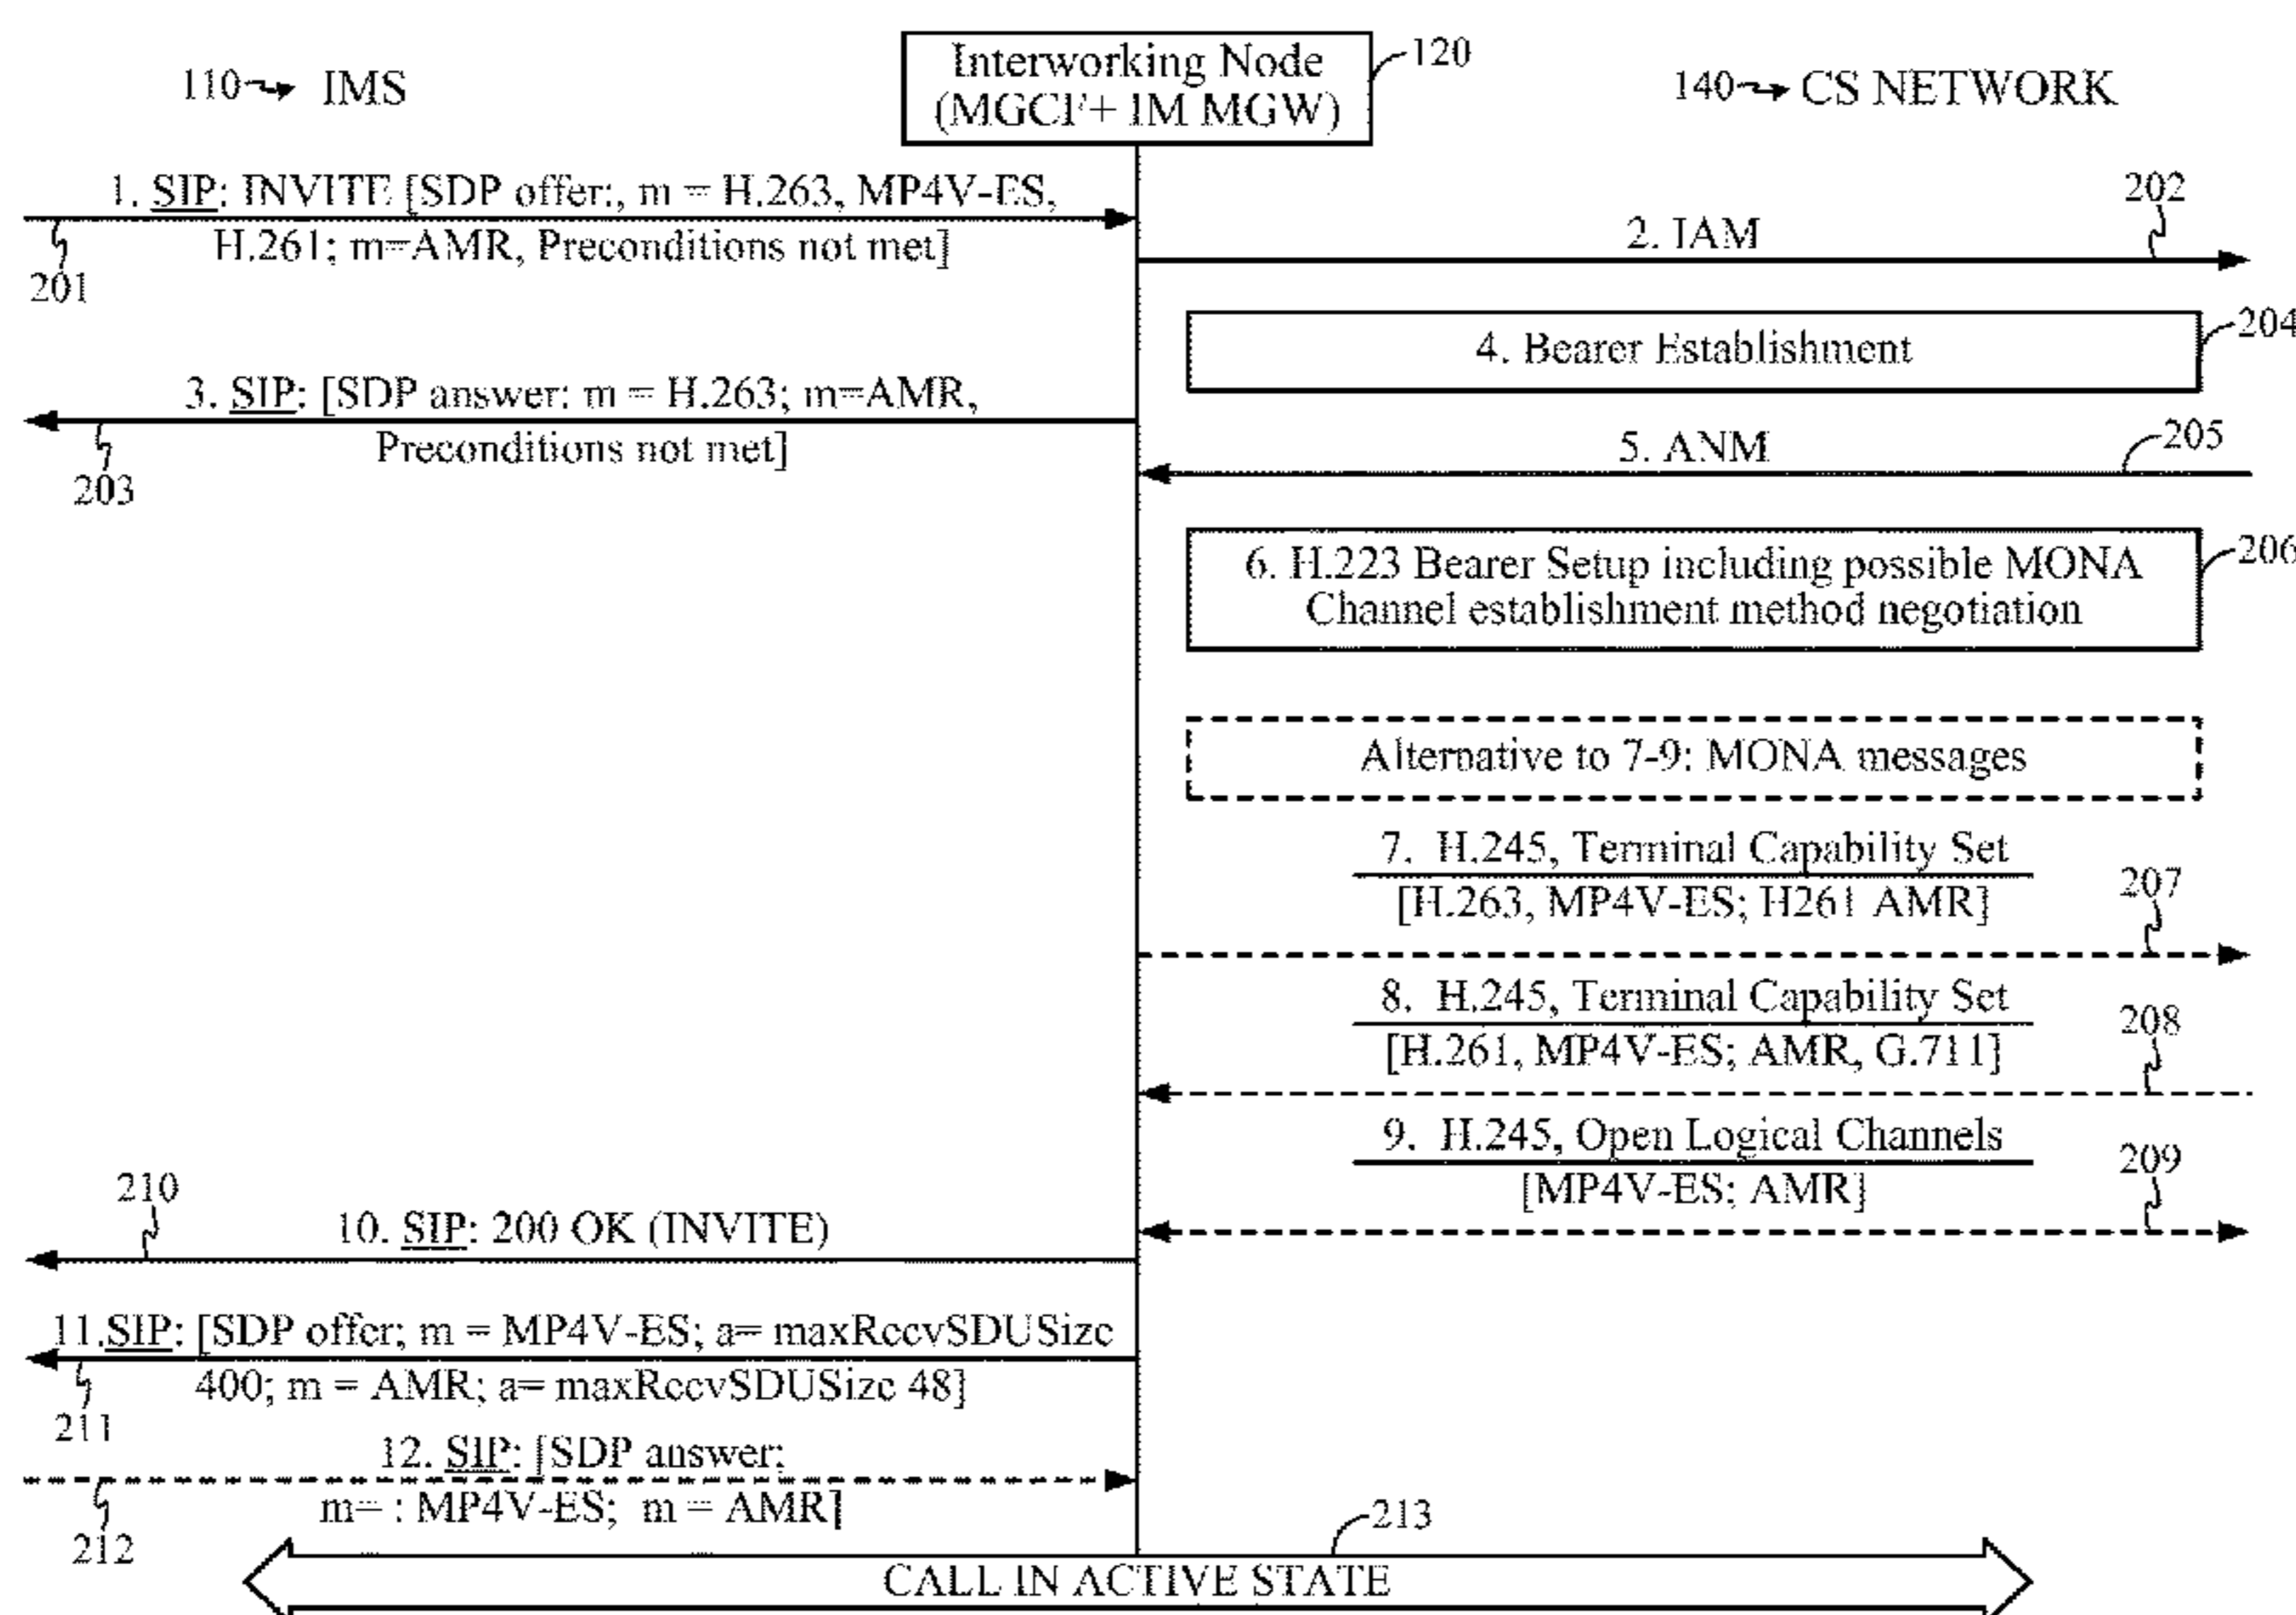 110 IMS
Interworking Node
(MGCF+ IM MGW)
120
140 CS NETWORK
1. SIP: INVITE [SDP offer:, m = H.263, MP4V-ES,
H.261; m=AMR, Preconditions not met]
201
2. IAM
202
4. Bearer Establishment
204
3. SIP: [SDP answer: m = H.263; m=AMR,
Preconditions not met]
203
5. ANM
205
6. H.223 Bearer Setup including possible MONA
Channel establishment method negotiation
206
Alternative to 7-9: MONA messages
7. H.245, Terminal Capability Set
[H.263, MP4V-ES; H261 AMR]
207
8. H.245, Terminal Capability Set
[H.261, MP4V-ES; AMR, G.711]
208
9. H.245, Open Logical Channels
[MP4V-ES; AMR]
209
210
10. SIP: 200 OK (INVITE)
11.SIP: [SDP offer; m = MP4V-ES; a= maxRecvSDUSize
400; m = AMR; a= maxRecvSDUSize 48]
211
12. SIP: [SDP answer;
m= : MP4V-ES; m = AMR]
212
213
CALL IN ACTIVE STATE